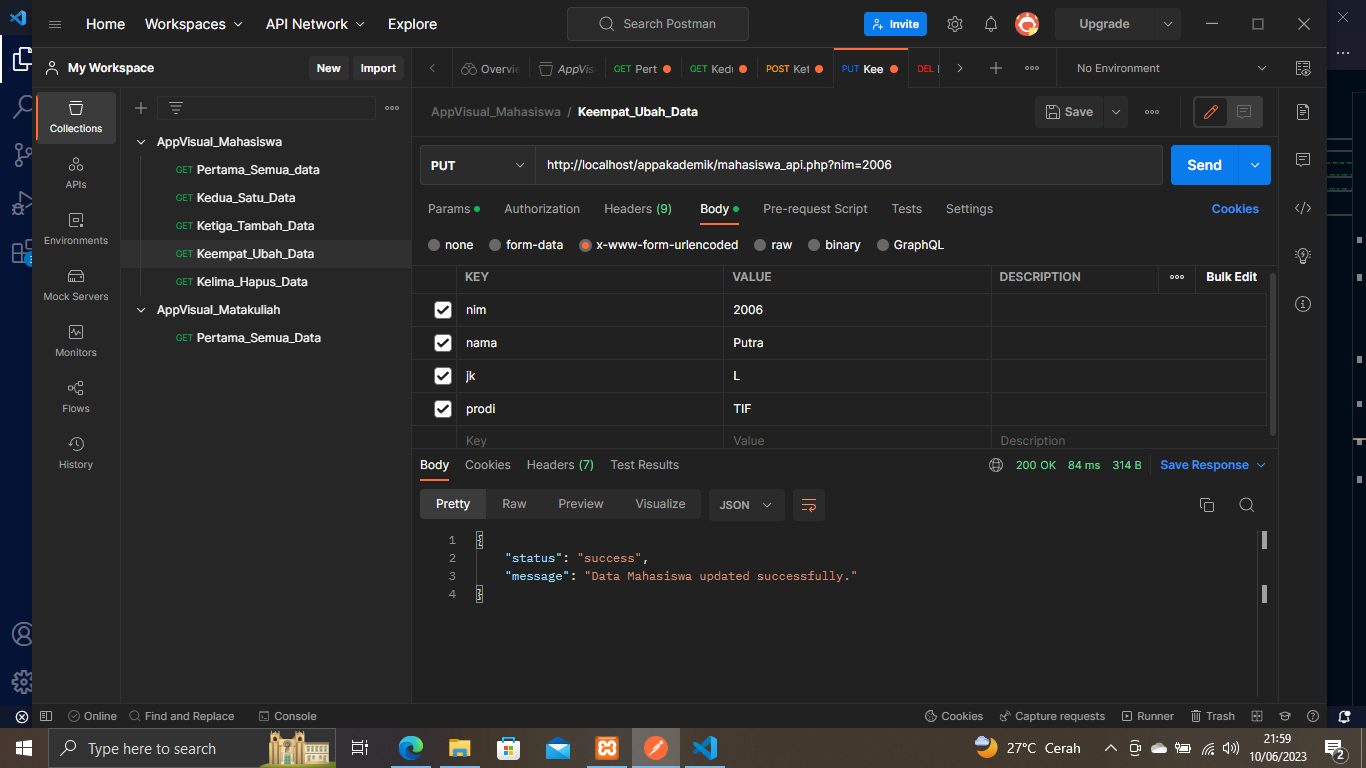 Home Workspaces API Network Explore Search Postman Invite Upgrade
My Workspace New Import Overvie AppVis GET Pert GET Kedu POST Ket PUT Kee DEL No Environment
Collections
APIs
Environments
Mock Servers
Monitors
Flows
History
AppVisual_Mahasiswa
GET Pertama_Semua_data
GET Kedua_Satu_Data
GET Ketiga_Tambah_Data
GET Keempat_Ubah_Data
GET Kelima_Hapus_Data
AppVisual_Matakuliah
GET Pertama_Semua_Data
AppVisual_Mahasiswa / Keempat_Ubah_Data Save
PUT http://localhost/appakademik/mahasiswa_api.php?nim=2006 Send
Params Authorization Headers (9) Body Pre-request Script Tests Settings Cookies
none form-data x-www-form-urlencoded raw binary GraphQL
KEY VALUE DESCRIPTION Bulk Edit
nim 2006
nama Putra
jk L
prodi TIF
Key Value Description
Body Cookies Headers (7) Test Results 200 OK 84 ms 314 B Save Response
Pretty Raw Preview Visualize JSON
1 {
2 "status": "success",
3 "message": "Data Mahasiswa updated successfully."
4 }
Online Find and Replace Console Cookies Capture requests Runner Trash
Type here to search 27°C Cerah 21:59
10/06/2023 2